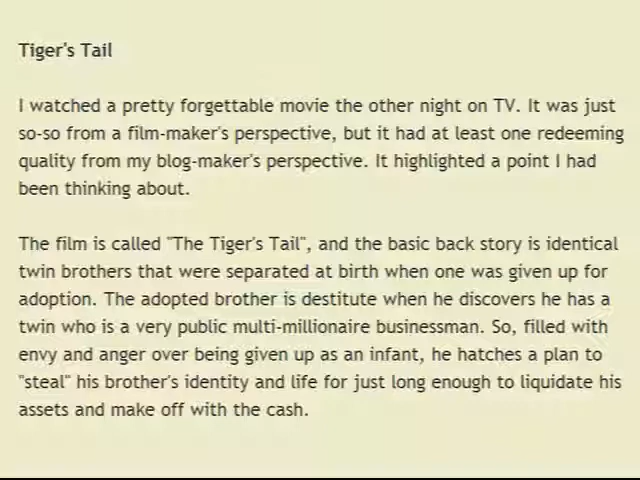 Tiger's Tail
I watched a pretty forgettable movie the other night on TV. It was just
so-so from a film-maker's perspective, but it had at least one redeeming
quality from my blog-maker's perspective. It highlighted a point I had
been thinking about.
The film is called "The Tiger's Tail", and the basic back story is identical
twin brothers that were separated at birth when one was given up for
adoption. The adopted brother is destitute when he discovers he has a
twin who is a very public multi-millionaire businessman. So, filled with
envy and anger over being given up as an infant, he hatches a plan to
"steal" his brother's identity and life for just long enough to liquidate his
assets and make off with the cash.